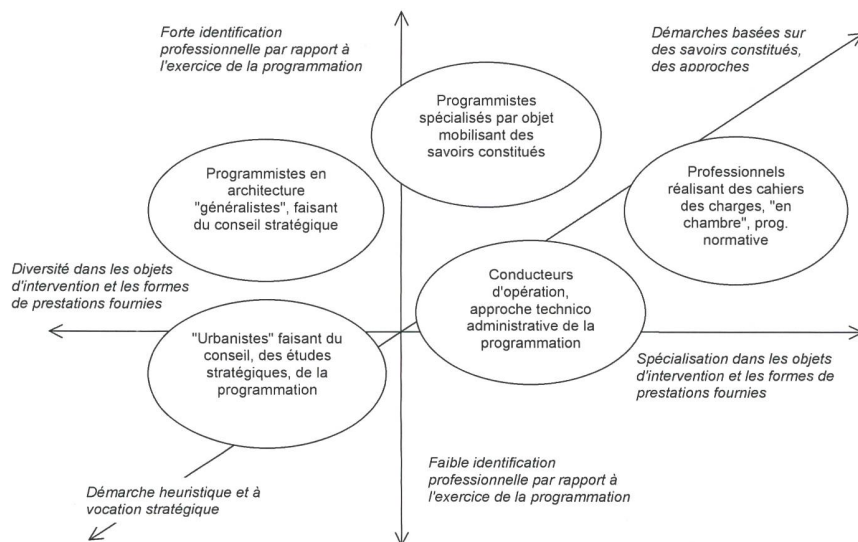 Forte identification
professionnelle par rapport à
l'exercice de la programmation
Démarches basées sur
des savoirs constitués,
des approches
Programmistes
spécialisés par objet
mobilisant des
savoirs constitués
Programmistes en
architecture
"généralistes", faisant
du conseil stratégique
Professionnels
réalisant des cahiers
des charges, "en
chambre", prog.
normative
Diversité dans les objets
d'intervention et les formes
de prestations fournies
Conducteurs
d'opération,
approche technico
administrative de la
programmation
"Urbanistes" faisant du
conseil, des études
stratégiques, de la
programmation
Spécialisation dans les objets
d'intervention et les formes de
prestations fournies
Faible identification
professionnelle par rapport à
l'exercice de la programmation
Démarche heuristique et à
vocation stratégique